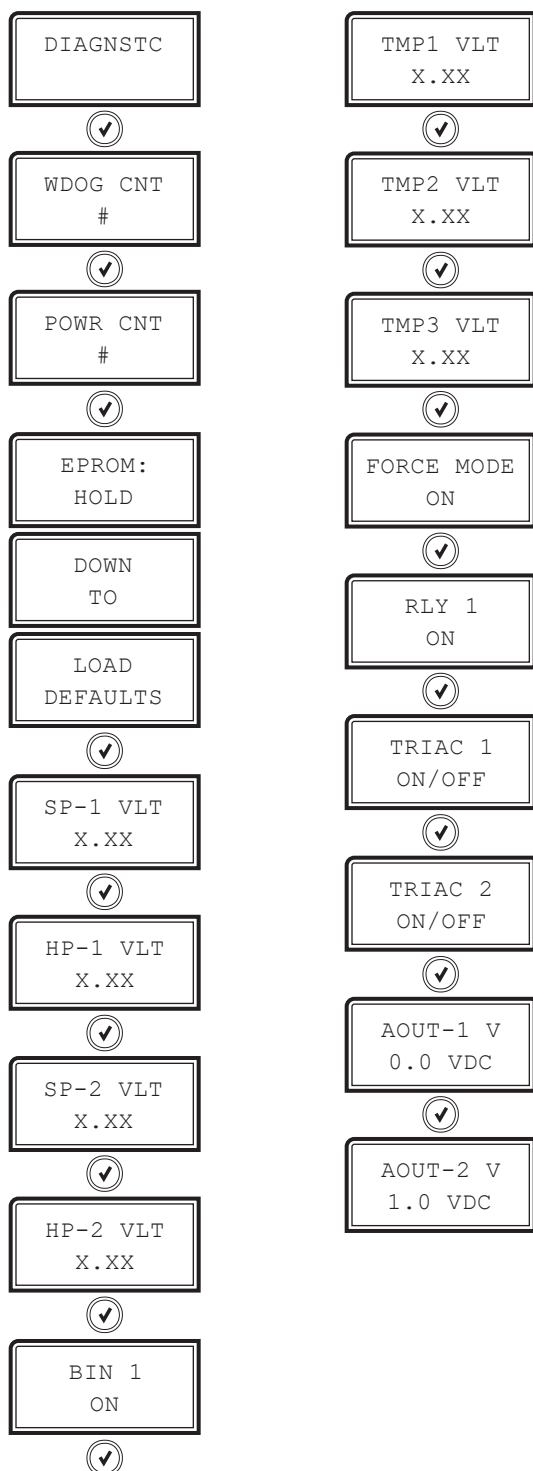 DIAGNSTC
WDOG CNT
#
POWR CNT
#
EPROM:
HOLD
DOWN
TO
LOAD
DEFAULTS
SP-1 VLT
X.XX
HP-1 VLT
X.XX
SP-2 VLT
X.XX
HP-2 VLT
X.XX
BIN 1
ON
TMP1 VLT
X.XX
TMP2 VLT
X.XX
TMP3 VLT
X.XX
FORCE MODE
ON
RLY 1
ON
TRIAC 1
ON/OFF
TRIAC 2
ON/OFF
AOUT-1 V
0.0 VDC
AOUT-2 V
1.0 VDC